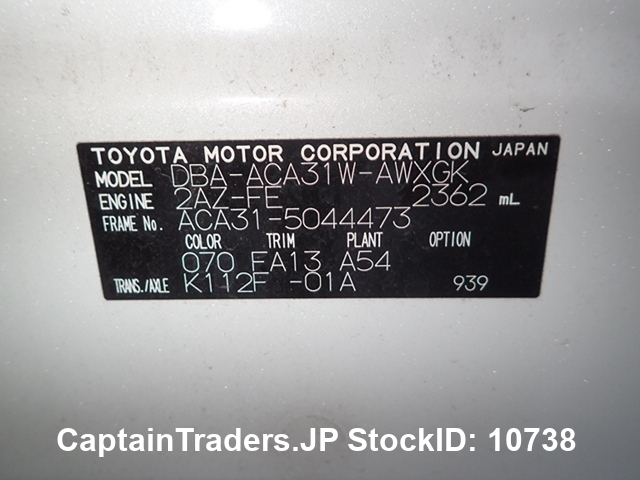 TOYOTA MOTOR CORPORATION JAPAN
MODEL DBA-ACA31W-AWXGK
ENGINE 2AZ-FE 2362 mL
FRAME No. ACA31-5044473
COLOR TRIM PLANT OPTION
070 FA13 A54
TRANS./AXLE K112F -01A 939
CaptainTraders.JP StockID: 10738